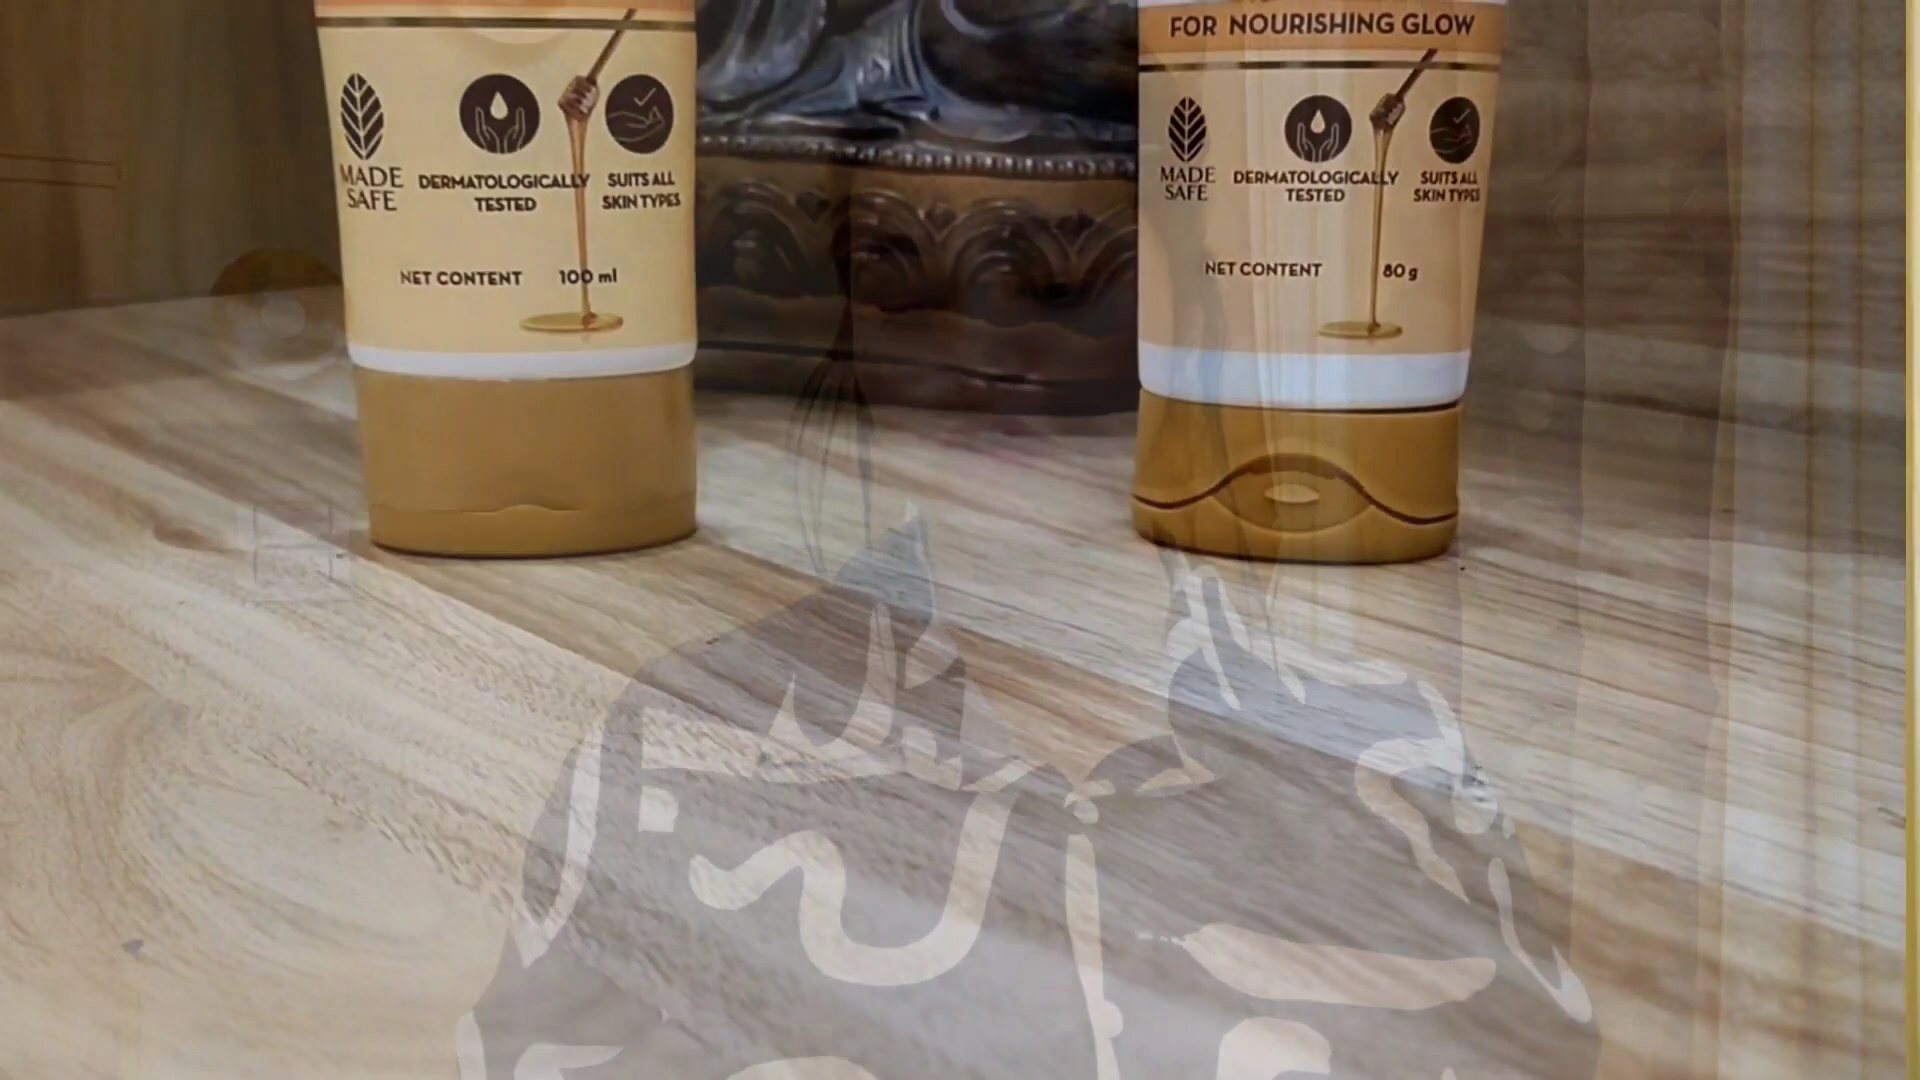 MADE
SAFE
DERMATOLOGICALLY
TESTED
SUITS ALL
SKIN TYPES
NET CONTENT 100 ml
FOR NOURISHING GLOW
MADE
SAFE
DERMATOLOGICALLY
TESTED
SUITS ALL
SKIN TYPES
NET CONTENT 80 g